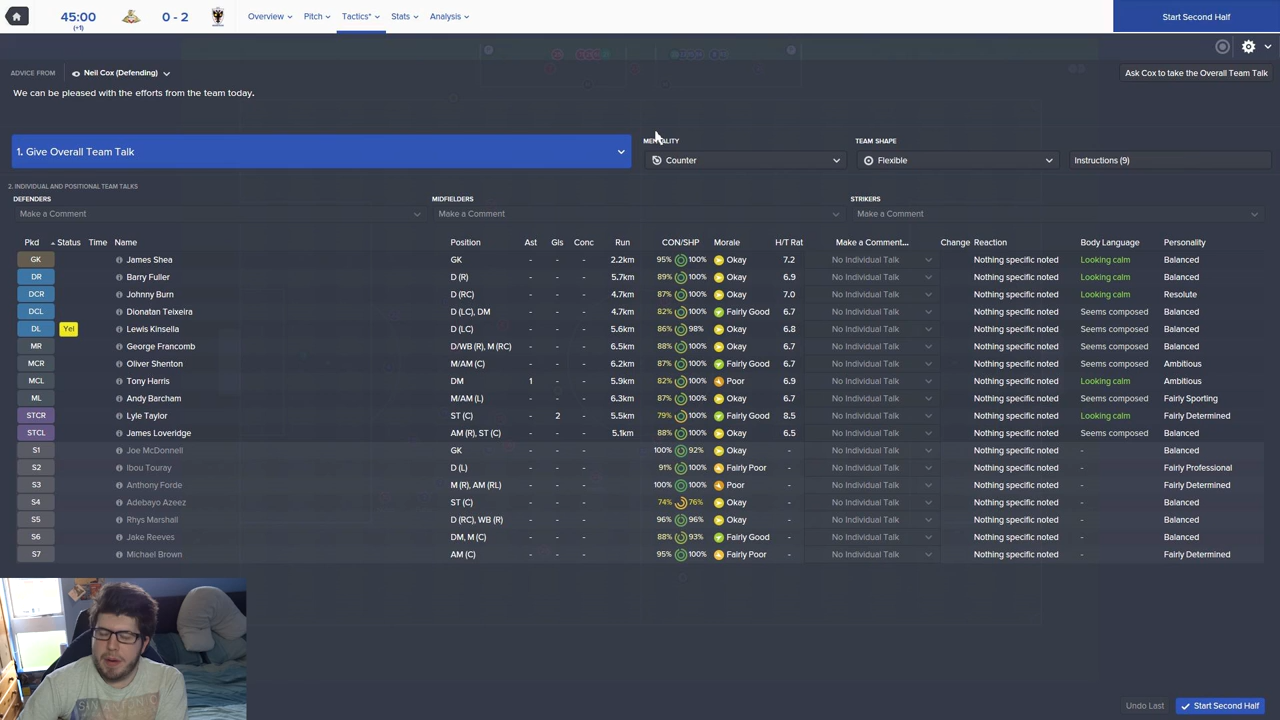 45:00
(+1)
0 - 2
Overview
Pitch
Tactics*
Stats
Analysis
Start Second Half
ADVICE FROM
Neil Cox (Defending)
Ask Cox to take the Overall Team Talk
We can be pleased with the efforts from the team today.
1. Give Overall Team Talk
MENTALITY
Counter
TEAM SHAPE
Flexible
Instructions (9)
2. INDIVIDUAL AND POSITIONAL TEAM TALKS
DEFENDERS MIDFIELDERS STRIKERS
Make a Comment Make a Comment Make a Comment
Pkd Status Time Name Position Ast Gls Conc Run CON/SHP Morale H/T Rat Make a Comment... Change Reaction Body Language Personality
GK James Shea GK - - - 2.2km 95% 100% Okay 7.2 No Individual Talk Nothing specific noted Looking calm Balanced
DR Barry Fuller D (R) - - - 5.7km 89% 100% Okay 6.9 No Individual Talk Nothing specific noted Looking calm Balanced
DCR Johnny Burn D (RC) - - - 4.7km 87% 100% Okay 7.0 No Individual Talk Nothing specific noted Looking calm Resolute
DCL Dionatan Teixeira D (LC), DM - - - 4.7km 82% 100% Fairly Good 6.7 No Individual Talk Nothing specific noted Seems composed Balanced
DL Yel Lewis Kinsella D (LC) - - - 5.6km 86% 98% Okay 6.8 No Individual Talk Nothing specific noted Seems composed Balanced
MR George Francomb D/WB (R), M (RC) - - - 6.5km 88% 100% Okay 6.7 No Individual Talk Nothing specific noted Seems composed Balanced
MCR Oliver Shenton M/AM (C) - - - 6.2km 87% 100% Fairly Good 6.7 No Individual Talk Nothing specific noted Seems composed Ambitious
MCL Tony Harris DM 1 - - 5.9km 82% 100% Poor 6.9 No Individual Talk Nothing specific noted Looking calm Ambitious
ML Andy Barcham M/AM (L) - - - 6.3km 87% 100% Okay 6.7 No Individual Talk Nothing specific noted Seems composed Fairly Sporting
STCR Lyle Taylor ST (C) - 2 - 5.5km 79% 100% Fairly Good 8.5 No Individual Talk Nothing specific noted Looking calm Fairly Determined
STCL James Loveridge AM (R), ST (C) - - - 5.1km 88% 100% Okay 6.5 No Individual Talk Nothing specific noted Seems composed Balanced
S1 Joe McDonnell GK - - - 100% 92% Okay - No Individual Talk Nothing specific noted - Balanced
S2 Ibou Touray D (L) - - - 91% 100% Fairly Poor - No Individual Talk Nothing specific noted - Fairly Professional
S3 Anthony Forde M (R), AM (RL) - - - 100% 100% Poor - No Individual Talk Nothing specific noted - Fairly Determined
S4 Adebayo Azeez ST (C) - - - 74% 76% Okay - No Individual Talk Nothing specific noted - Balanced
S5 Rhys Marshall D (RC), WB (R) - - - 96% 96% Okay - No Individual Talk Nothing specific noted - Balanced
S6 Jake Reeves DM, M (C) - - - 88% 93% Fairly Good - No Individual Talk Nothing specific noted - Balanced
S7 Michael Brown AM (C) - - - 95% 100% Fairly Poor - No Individual Talk Nothing specific noted - Fairly Determined
Undo Last
Start Second Half